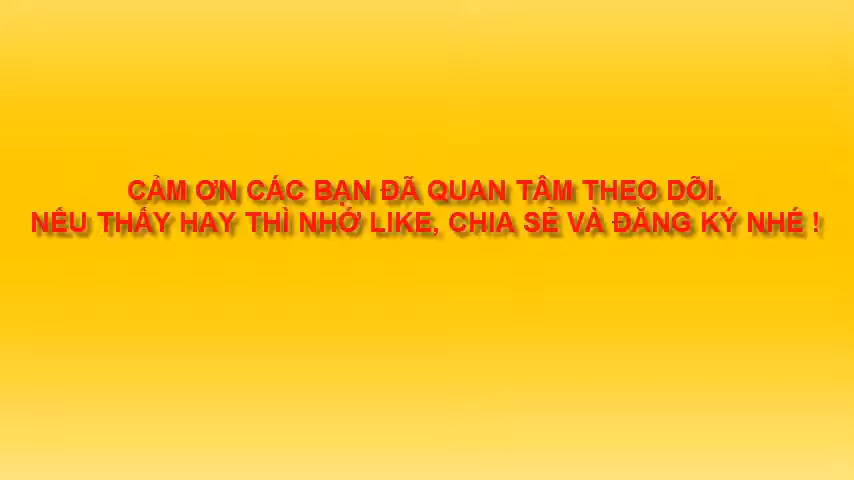 CẢM ƠN CÁC BẠN ĐÃ QUAN TÂM THEO DÕI.
NẾU THẤY HAY THÌ NHỚ LIKE, CHIA SẺ VÀ ĐĂNG KÝ NHÉ !